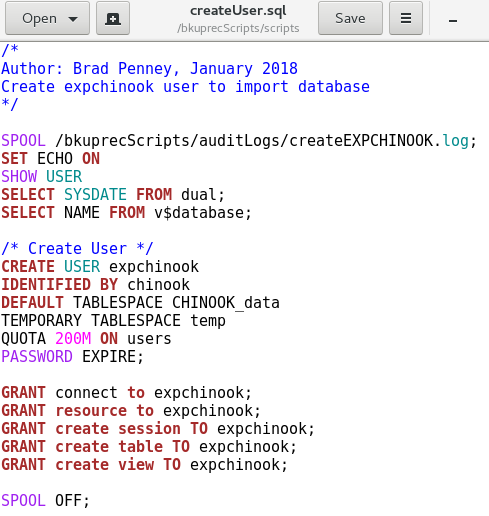 Open
createUser.sql
/bkuprecScripts/scripts
Save
/*
Author: Brad Penney, January 2018
Create expchinook user to import database
*/
SPOOL /bkuprecScripts/auditLogs/createEXPCHINOOK.log;
SET ECHO ON
SHOW USER
SELECT SYSDATE FROM dual;
SELECT NAME FROM v$database;
/* Create User */
CREATE USER expchinook
IDENTIFIED BY chinook
DEFAULT TABLESPACE CHINOOK_data
TEMPORARY TABLESPACE temp
QUOTA 200M ON users
PASSWORD EXPIRE;
GRANT connect to expchinook;
GRANT resource to expchinook;
GRANT create session TO expchinook;
GRANT create table TO expchinook;
GRANT create view TO expchinook;
SPOOL OFF;